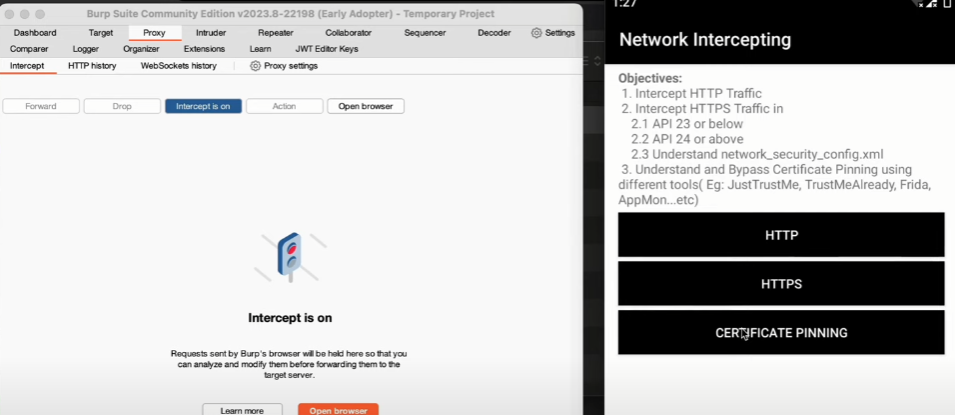 Burp Suite Community Edition v2023.8-22198 (Early Adopter) - Temporary Project
Dashboard Target Proxy Intruder Repeater Collaborator Sequencer Decoder Settings
Comparer Logger Organizer Extensions Learn JWT Editor Keys
Intercept HTTP history WebSockets history Proxy settings
Forward Drop Intercept is on Action Open browser
Intercept is on
Requests sent by Burp's browser will be held here so that you
can analyze and modify them before forwarding them to the
target server.
Learn more Open browser
1:27
Network Intercepting
Objectives:
1. Intercept HTTP Traffic
2. Intercept HTTPS Traffic in
2.1 API 23 or below
2.2 API 24 or above
2.3 Understand network_security_config.xml
3. Understand and Bypass Certificate Pinning using
different tools( Eg: JustTrustMe, TrustMeAlready, Frida,
AppMon...etc)
HTTP
HTTPS
CERTIFICATE PINNING